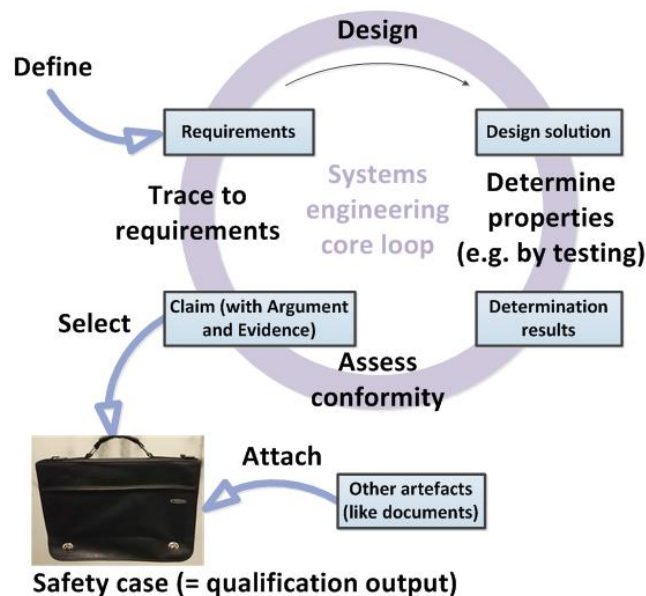 Design
Define
Requirements
Design solution
Systems
engineering
core loop
Trace to
requirements
Determine
properties
(e.g. by testing)
Select
Claim (with Argument
and Evidence)
Determination
results
Assess
conformity
Attach
Other artefacts
(like documents)
Safety case (= qualification output)